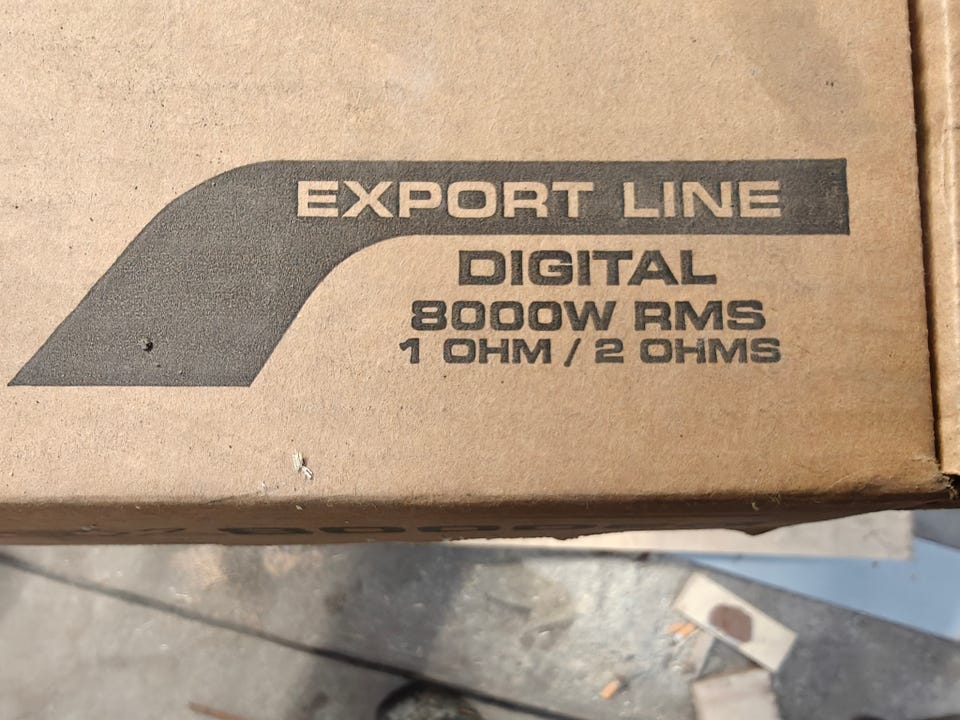 EXPORT LINE
DIGITAL
8000W RMS
1 OHM / 2 OHMS